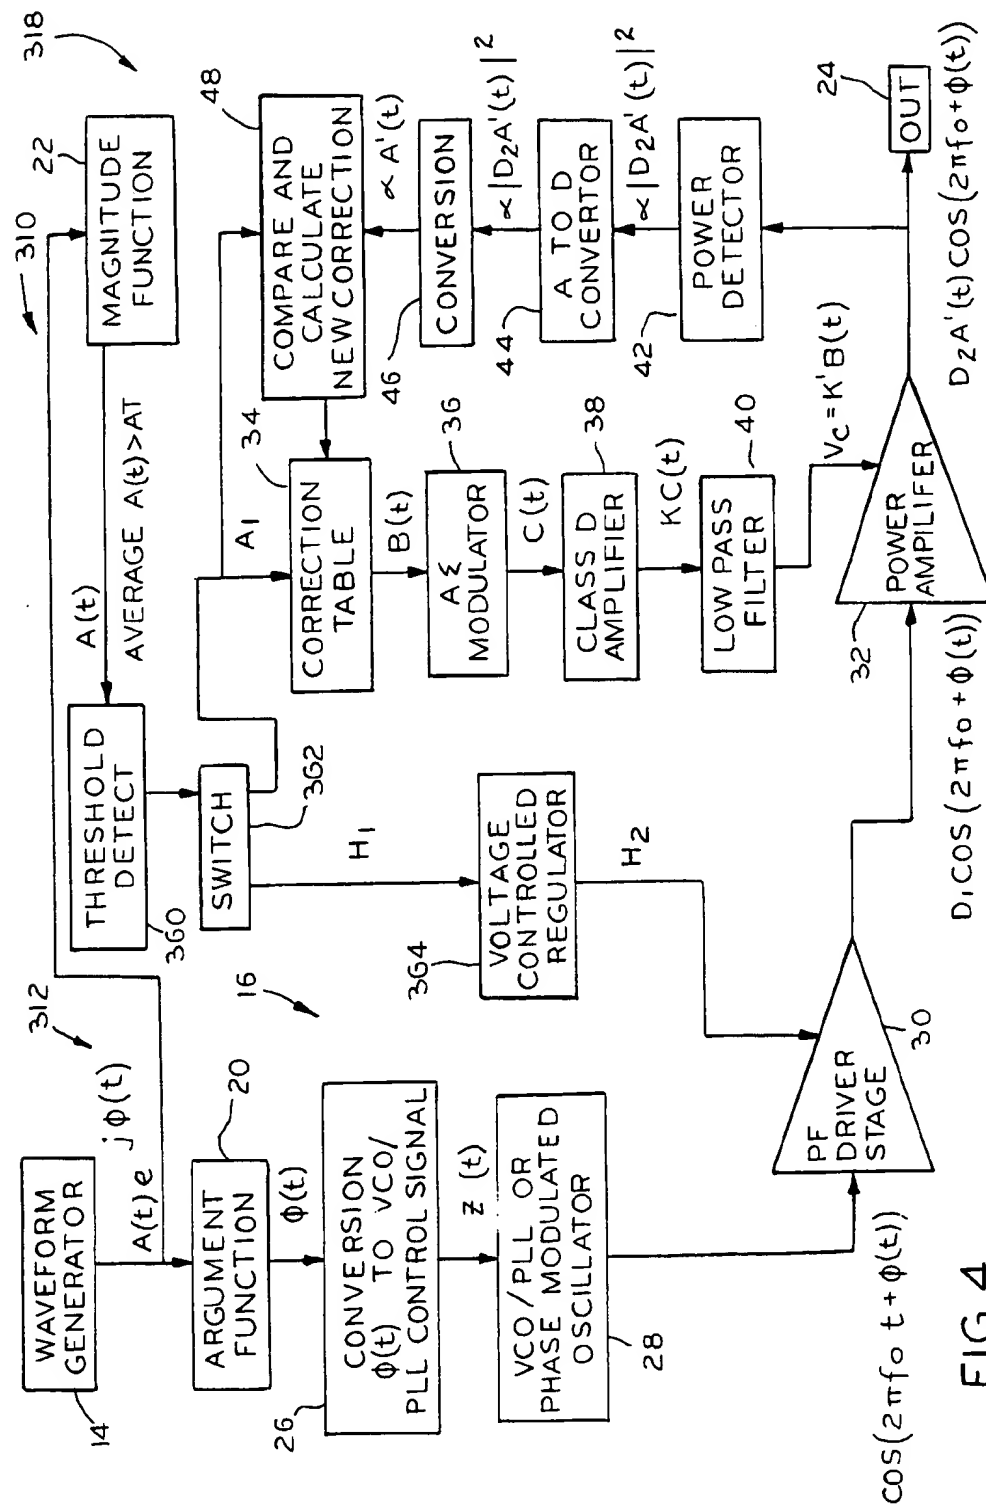 318
310
312
WAVEFORM
GENERATOR
14
A(t)e jΦ(t)
ARGUMENT
FUNCTION
20
Φ(t)
CONVERSION
Φ(t) TO VCO/
PLL CONTROL SIGNAL
26
Z (t)
VCO/PLL OR
PHASE MODULATED
OSCILLATOR
28
COS(2πfo t+Φ(t))
PF
DRIVER
STAGE
30
16
MAGNITUDE
FUNCTION
22
A(t)
AVERAGE A(t)>AT
THRESHOLD
DETECT
360
SWITCH
362
H1
VOLTAGE
CONTROLLED
REGULATOR
364
H2
D1COS (2πfo+Φ(t))
A1
CORRECTION
TABLE
34
B(t)
AΣ
MODULATOR
36
C(t)
CLASS D
AMPLIFIER
38
KC(t)
LOW PASS
FILTER
40
Vc=K'B(t)
POWER
AMPILIFER
32
COMPARE AND
CALCULATE
NEW CORRECTION
48
∝ A'(t)
CONVERSION
46
∝|D2A'(t)|2
A TO D
CONVERTOR
44
∝|D2A'(t)|2
POWER
DETECTOR
42
OUT
24
D2A'(t)COS(2πfo+Φ(t))
FIG. 4